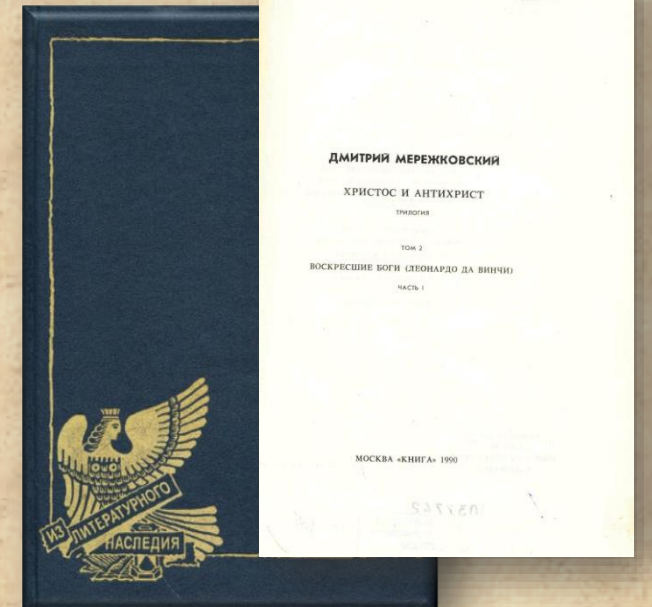 ДМИТРИЙ МЕРЕЖКОВСКИЙ
ХРИСТОС И АНТИХРИСТ
ТРИЛОГИЯ
ТОМ 2
ВОСКРЕСШИЕ БОГИ (ЛЕОНАРДО ДА ВИНЧИ)
ЧАСТЬ I
МОСКВА «КНИГА» 1990
ИЗ
ЛИТЕРАТУРНОГО
НАСЛЕДИЯ